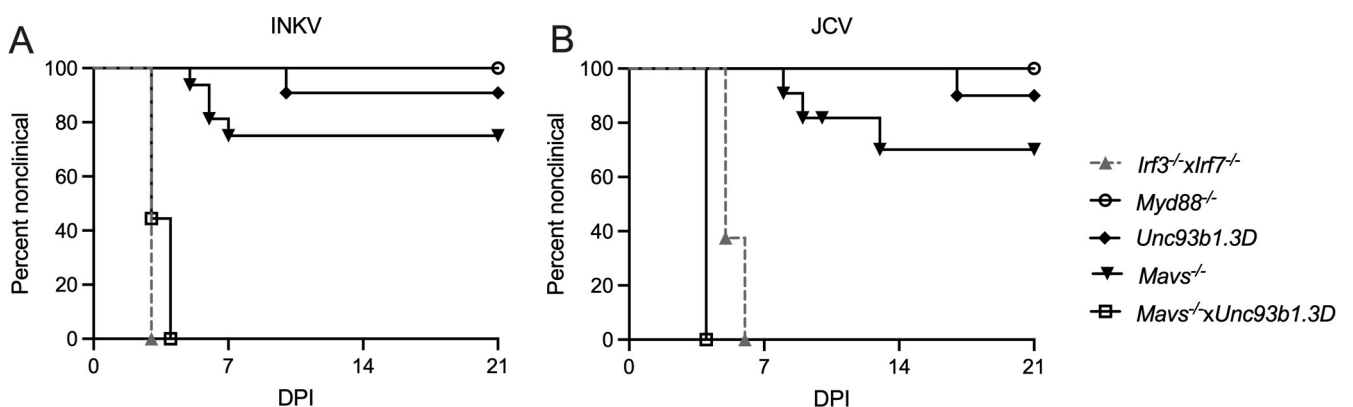 A
INKV
Percent nonclinical
100
80
60
40
20
0
0 7 14 21
DPI
B
JCV
Percent nonclinical
100
80
60
40
20
0
0 7 14 21
DPI
Irf3-/-xIrf7-/-
Myd88-/-
Unc93b1.3D
Mavs-/-
Mavs-/-xUnc93b1.3D